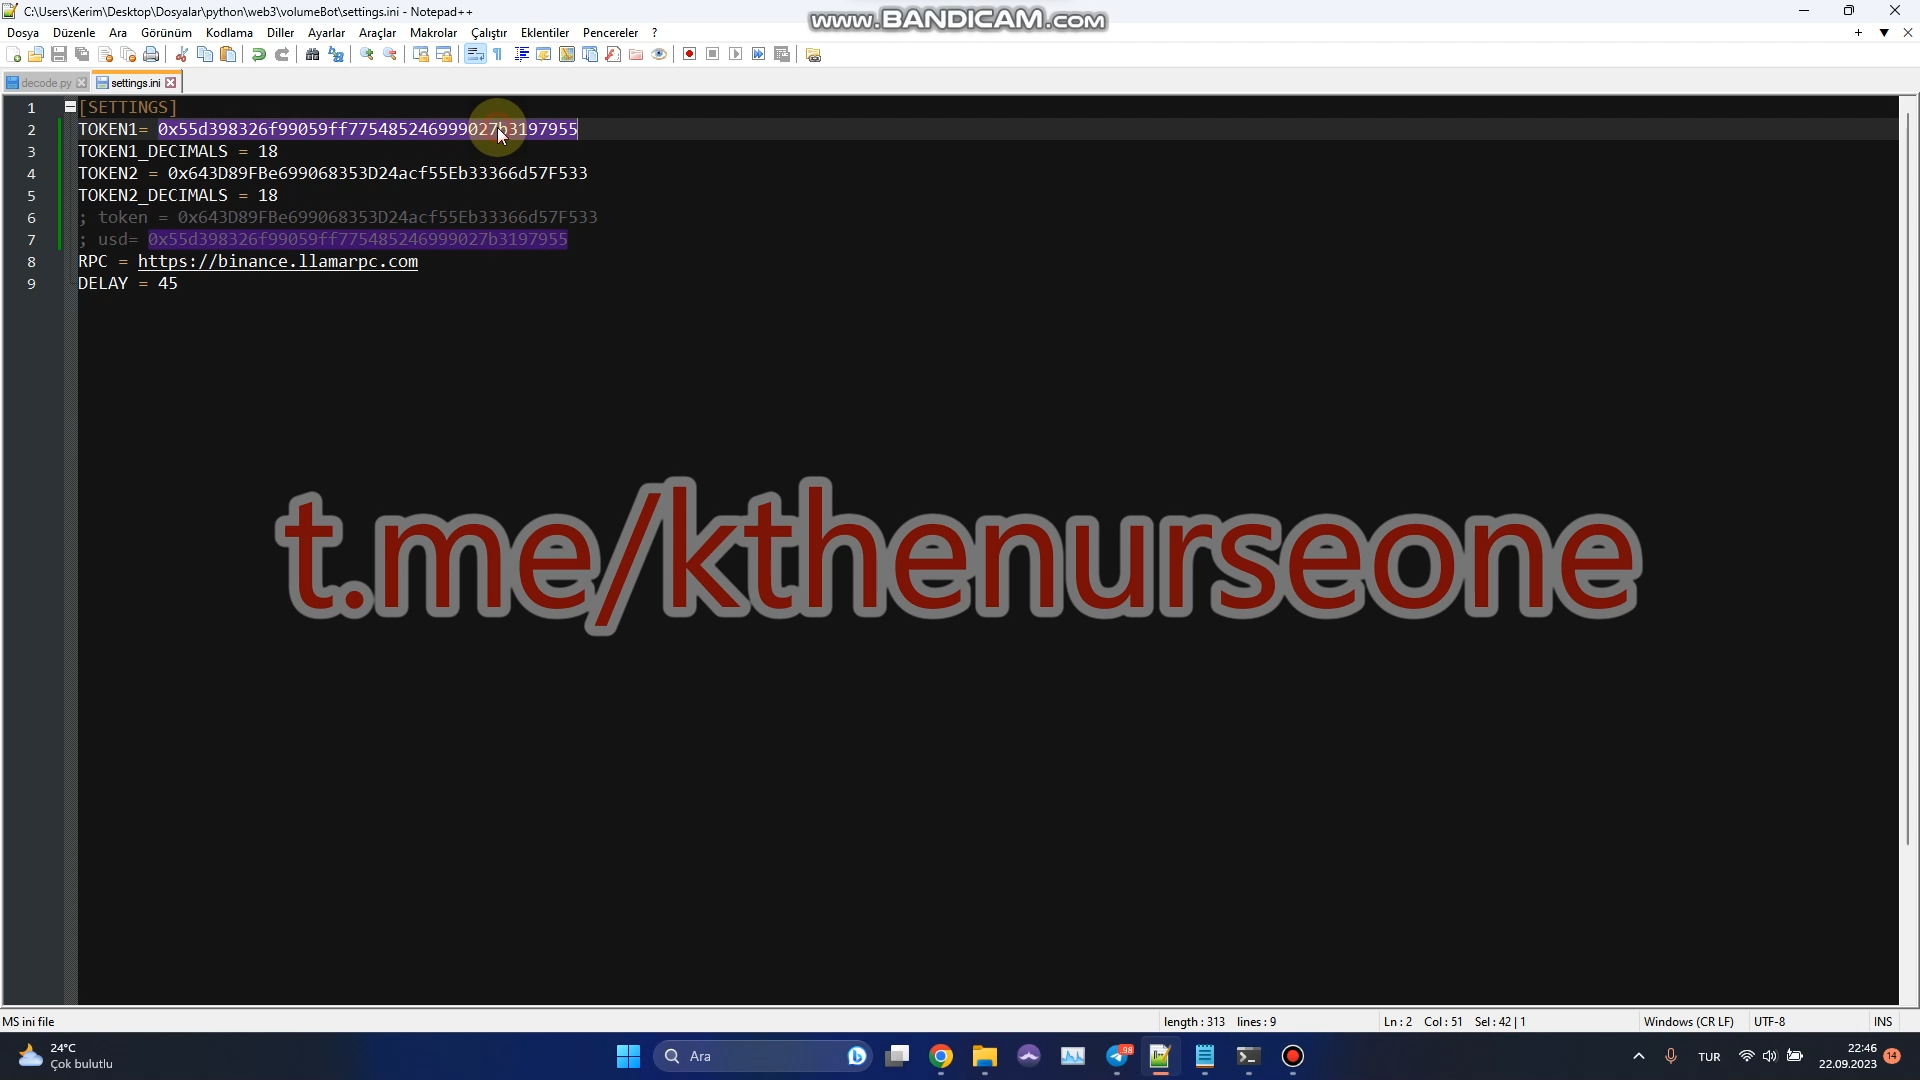 C:\Users\Kerim\Desktop\Dosyalar\python\web3\volumeBot\settings.ini - Notepad++
www.BANDICAM.com
Dosya Düzenle Ara Görünüm Kodlama Diller Ayarlar Araçlar Makrolar Çalıştır Eklentiler Pencereler ?
decode.py settings.ini
1 [SETTINGS]
2 TOKEN1= 0x55d398326f99059ff775485246999027b3197955
3 TOKEN1_DECIMALS = 18
4 TOKEN2 = 0x643D89FBe699068353D24acf55Eb33366d57F533
5 TOKEN2_DECIMALS = 18
6 ; token = 0x643D89FBe699068353D24acf55Eb33366d57F533
7 ; usd= 0x55d398326f99059ff775485246999027b3197955
8 RPC = https://binance.llamarpc.com
9 DELAY = 45
t.me/kthenurseone
MS ini file length : 313 lines : 9 Ln : 2 Col : 51 Sel : 42 | 1 Windows (CR LF) UTF-8 INS
24°C
Çok bulutlu
Ara
98
TUR
22:46
22.09.2023
14